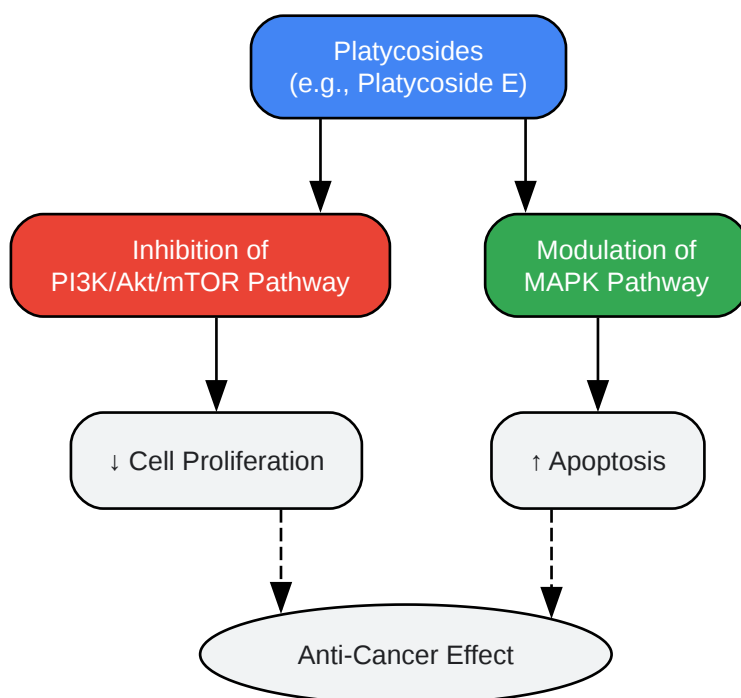 Platycosides
(e.g., Platycoside E)
Inhibition of
PI3K/Akt/mTOR Pathway
Modulation of
MAPK Pathway
↓ Cell Proliferation
↑ Apoptosis
Anti-Cancer Effect